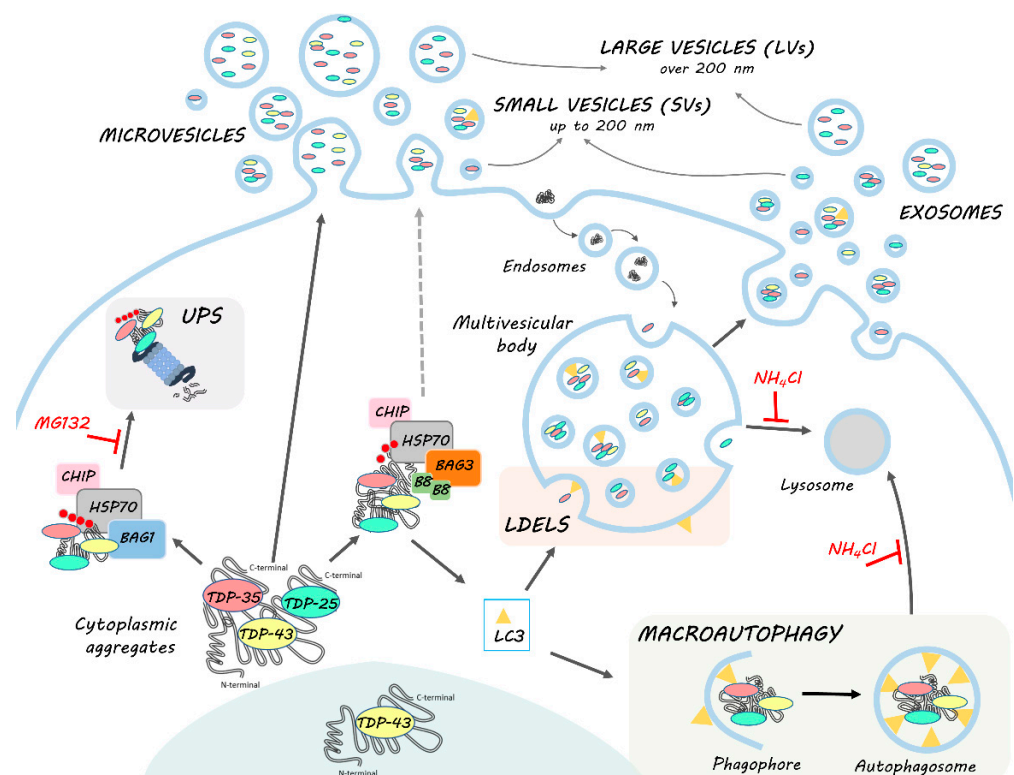 LARGE VESICLES (LVs)
over 200 nm
SMALL VESICLES (SVs)
up to 200 nm
MICROVESICLES
EXOSOMES
Endosomes
UPS
Multivesicular
body
NH₄Cl
MG132
CHIP
HSP70
BAG3
B8
B8
CHIP
HSP70
BAG1
Lysosome
LDELS
NH₄Cl
C-terminal
C-terminal
TDP-35
TDP-25
TDP-43
Cytoplasmic
aggregates
N-terminal
LC3
MACROAUTOPHAGY
C-terminal
TDP-43
N-terminal
Phagophore
Autophagosome